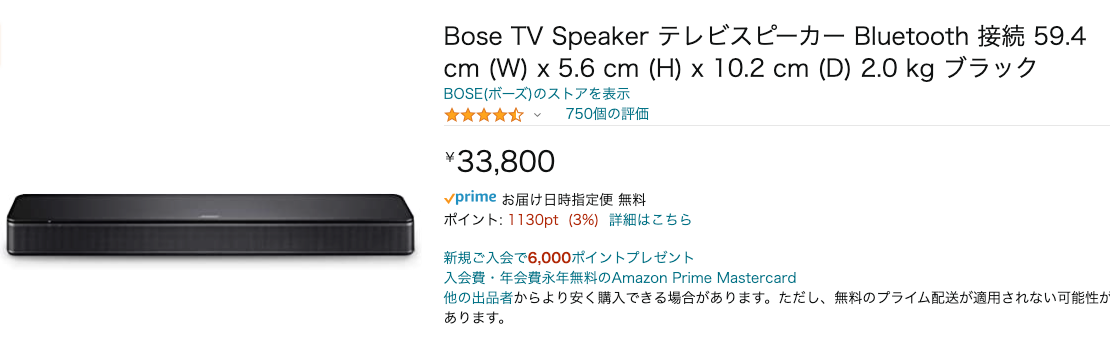 Bose TV Speaker テレビスピーカー Bluetooth 接続 59.4
cm (W) x 5.6 cm (H) x 10.2 cm (D) 2.0 kg ブラック
BOSE(ボーズ)のストアを表示
750個の評価
¥33,800
prime お届け日時指定便 無料
ポイント: 1130pt (3%) 詳細はこちら
新規ご入会で6,000ポイントプレゼント
入会費・年会費永年無料のAmazon Prime Mastercard
他の出品者からより安く購入できる場合があります。ただし、無料のプライム配送が適用されない可能性が
あります。